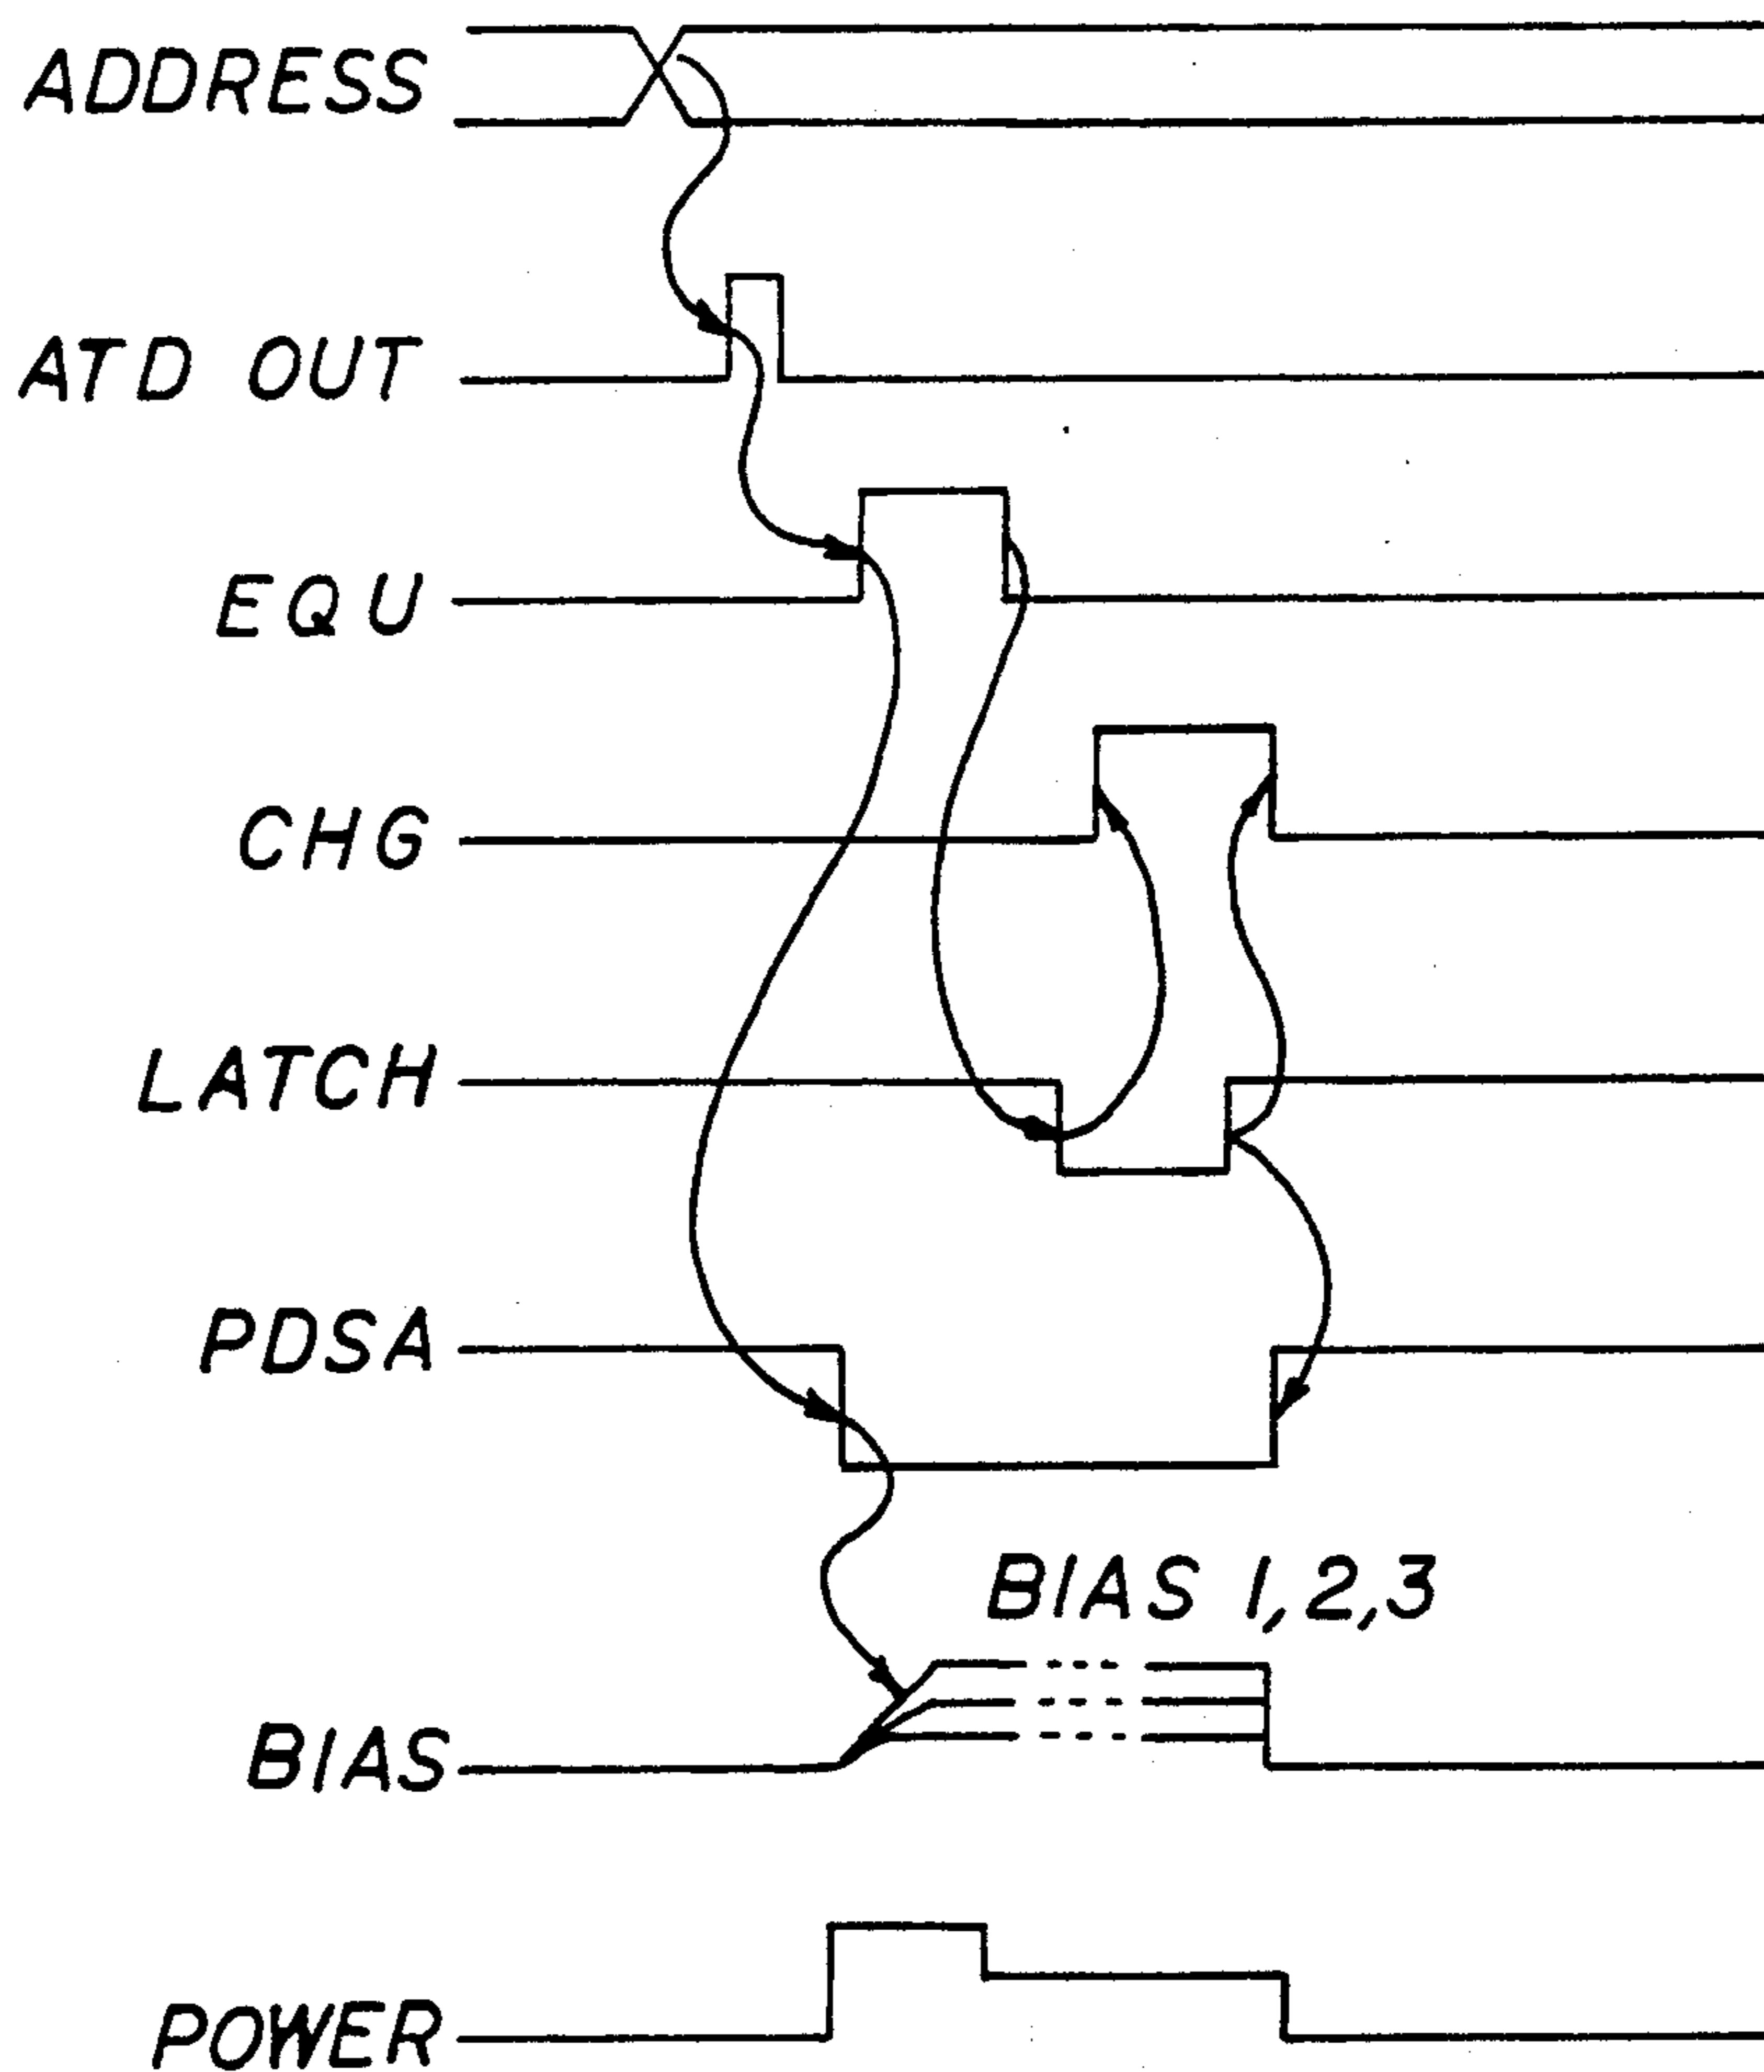 ADDRESS
ATD OUT
EQU
CHG
LATCH
PDSA
BIAS 1,2,3
BIAS
POWER